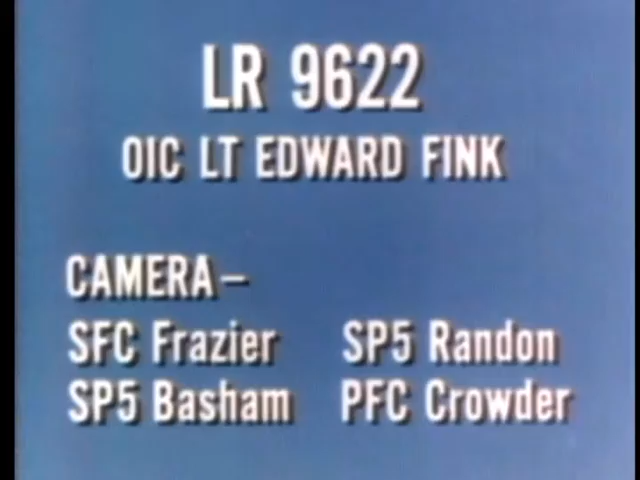 LR 9622
OIC LT EDWARD FINK
CAMERA–
SFC Frazier SP5 Randon
SP5 Basham PFC Crowder